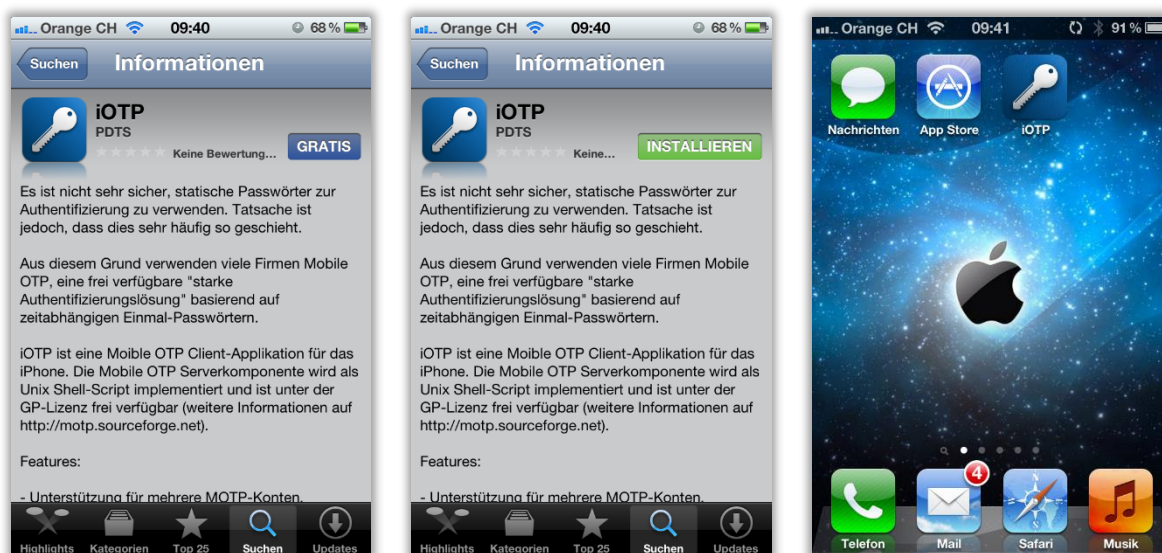 Orange CH 09:40 68 %
Suchen Informationen
iOTP
PDTS
Keine Bewertung... GRATIS
Es ist nicht sehr sicher, statische Passwörter zur
Authentifizierung zu verwenden. Tatsache ist
jedoch, dass dies sehr häufig so geschieht.
Aus diesem Grund verwenden viele Firmen Mobile
OTP, eine frei verfügbare "starke
Authentifizierungslösung" basierend auf
zeitabhängigen Einmal-Passwörtern.
iOTP ist eine Moible OTP Client-Applikation für das
iPhone. Die Mobile OTP Serverkomponente wird als
Unix Shell-Script implementiert und ist unter der
GP-Lizenz frei verfügbar (weitere Informationen auf
http://motp.sourceforge.net).
Features:
- Unterstützung für mehrere MOTP-Konten.
Highlights Kategorien Top 25 Suchen Updates
Orange CH 09:40 68 %
Suchen Informationen
iOTP
PDTS
Keine... INSTALLIEREN
Es ist nicht sehr sicher, statische Passwörter zur
Authentifizierung zu verwenden. Tatsache ist
jedoch, dass dies sehr häufig so geschieht.
Aus diesem Grund verwenden viele Firmen Mobile
OTP, eine frei verfügbare "starke
Authentifizierungslösung" basierend auf
zeitabhängigen Einmal-Passwörtern.
iOTP ist eine Moible OTP Client-Applikation für das
iPhone. Die Mobile OTP Serverkomponente wird als
Unix Shell-Script implementiert und ist unter der
GP-Lizenz frei verfügbar (weitere Informationen auf
http://motp.sourceforge.net).
Features:
- Unterstützung für mehrere MOTP-Konten.
Highlights Kategorien Top 25 Suchen Updates
Orange CH 09:41 91 %
Nachrichten App Store iOTP
4
Telefon Mail Safari Musik